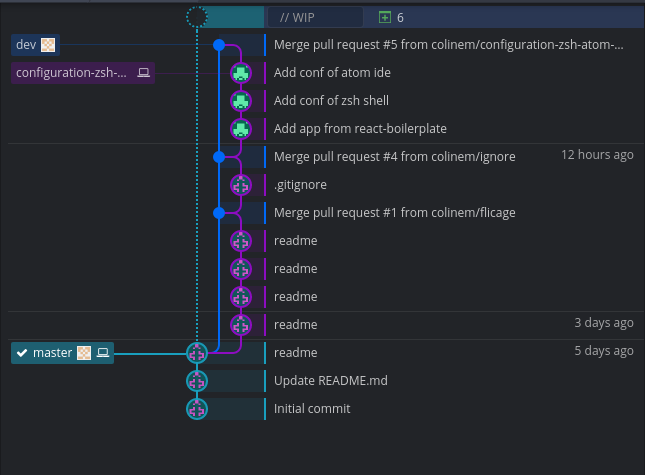 // WIP 6
dev Merge pull request #5 from colinem/configuration-zsh-atom-...
configuration-zsh-... Add conf of atom ide
Add conf of zsh shell
Add app from react-boilerplate
Merge pull request #4 from colinem/ignore 12 hours ago
.gitignore
Merge pull request #1 from colinem/flicage
readme
readme
readme
readme 3 days ago
master readme 5 days ago
Update README.md
Initial commit